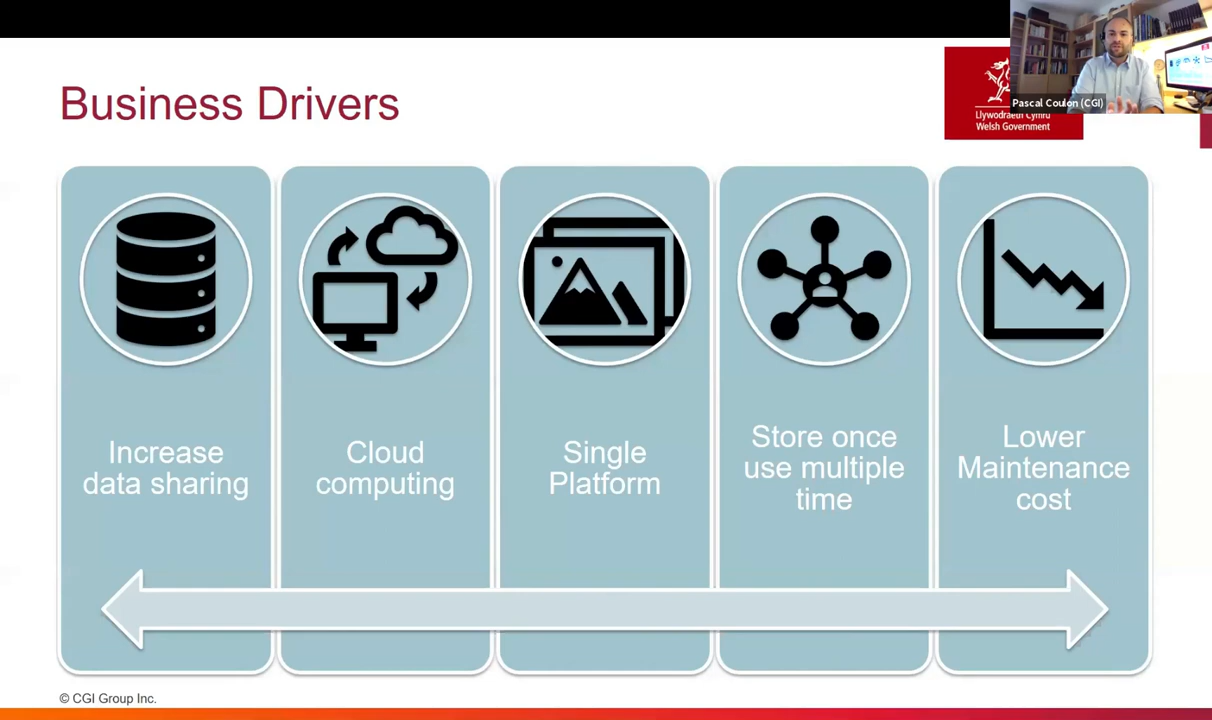 Business Drivers
Pascal Coulon (CGI)
Llywodraeth Cymru
Welsh Government
Increase
data sharing
Cloud
computing
Single
Platform
Store once
use multiple
time
Lower
Maintenance
cost
© CGI Group Inc.